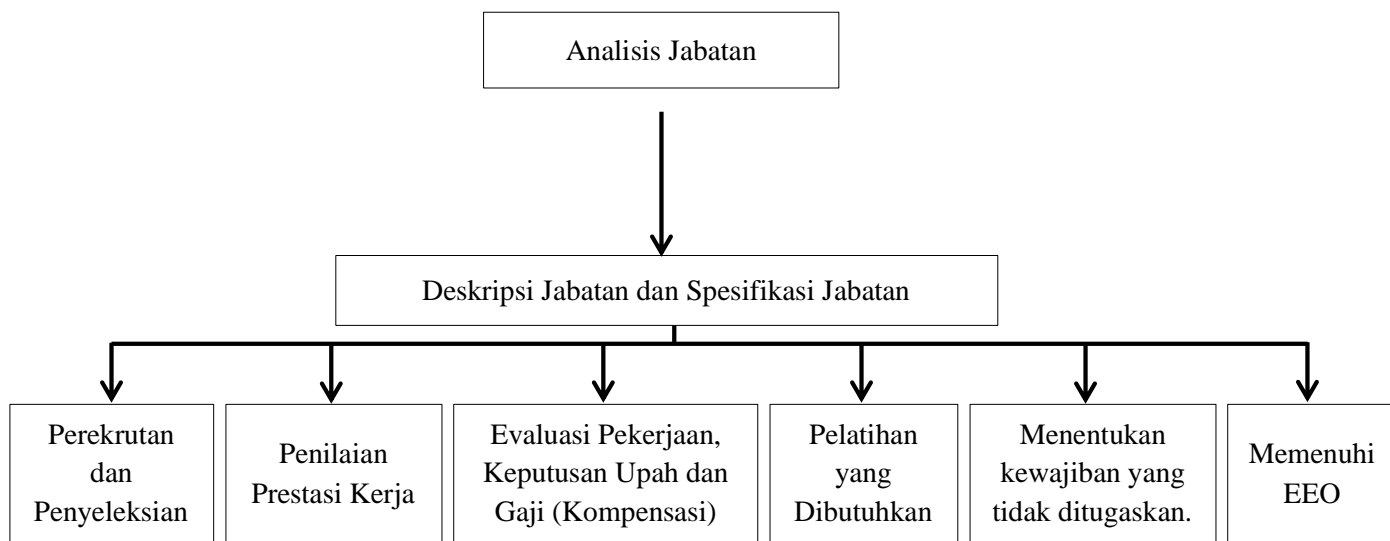 Analisis Jabatan
Deskripsi Jabatan dan Spesifikasi Jabatan
Perekrutan
dan
Penyeleksian
Penilaian
Prestasi Kerja
Evaluasi Pekerjaan,
Keputusan Upah dan
Gaji (Kompensasi)
Pelatihan
yang
Dibutuhkan
Menentukan
kewajiban yang
tidak ditugaskan.
Memenuhi
EEO